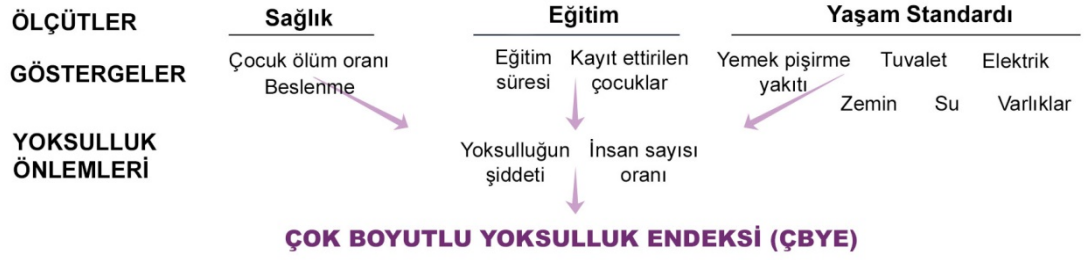 ÖLÇÜTLER Sağlık Eğitim Yaşam Standardı
GÖSTERGELER
Çocuk ölüm oranı
Beslenme
Eğitim süresi
Kayıt ettirilen çocuklar
Yemek pişirme yakıtı
Tuvalet Elektrik
Zemin Su Varlıklar
YOKSULLUK
ÖNLEMLERİ
Yoksulluğun şiddeti
İnsan sayısı oranı
ÇOK BOYUTLU YOKSULLUK ENDEKSİ (ÇBYE)